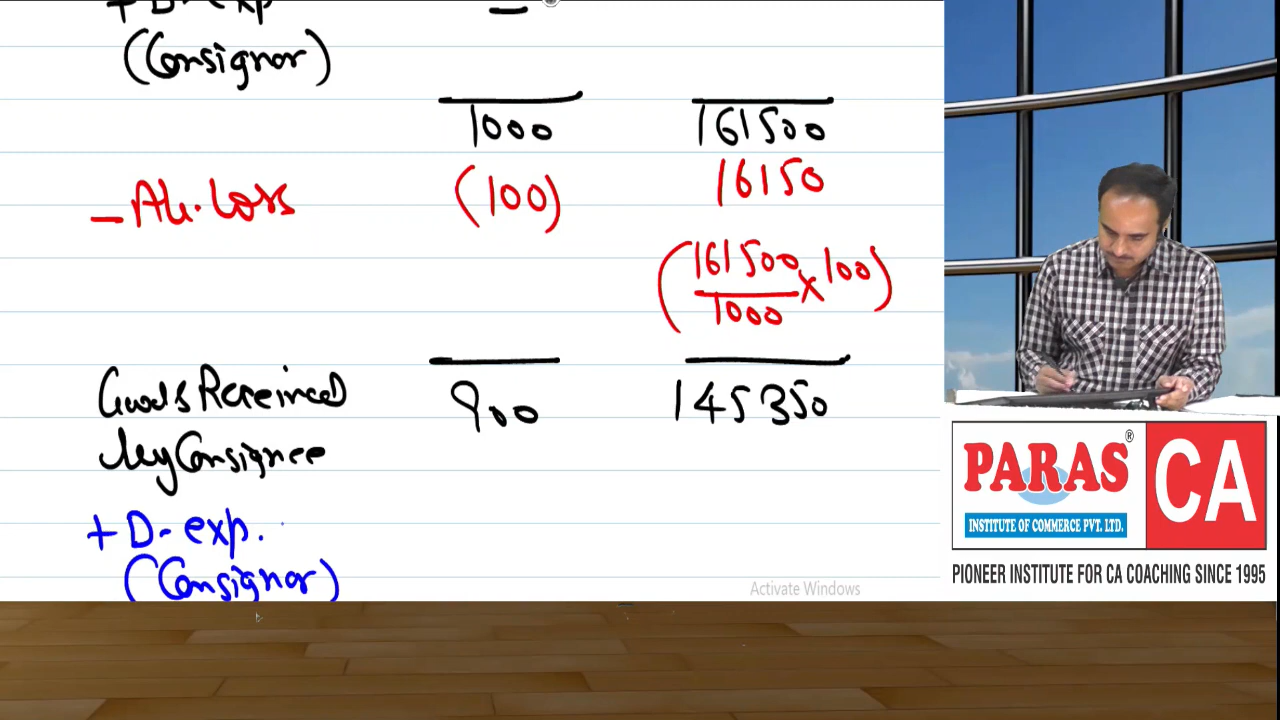 + D- exp
(Consignor)
1000 161500
- Ab. Loss (100) 16150
(161500
1000 × 100)
Goods Received 900 145350
by Consignee
+ D- exp.
(Consignor)
Activate Windows
PARAS®
INSTITUTE OF COMMERCE PVT. LTD.
CA
PIONEER INSTITUTE FOR CA COACHING SINCE 1995